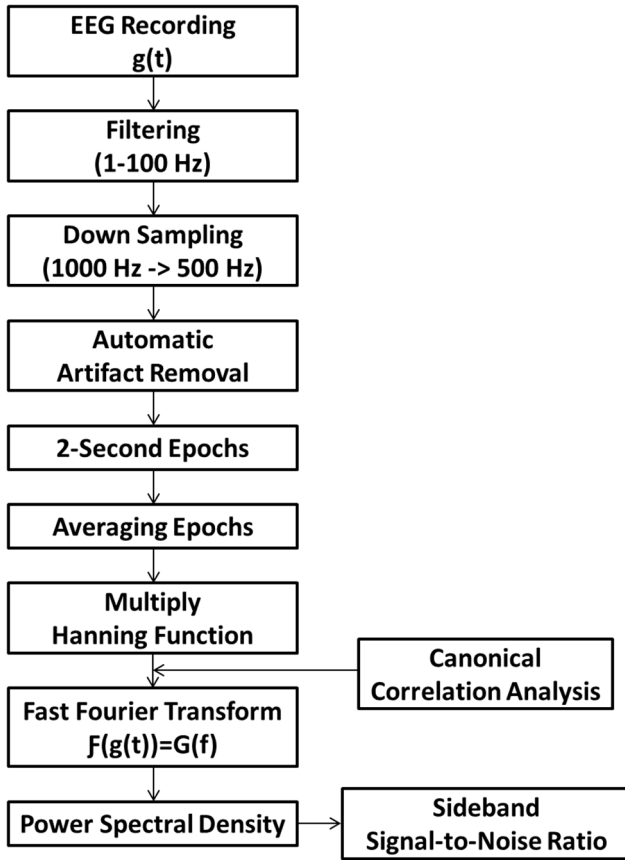 EEG Recording
g(t)
Filtering
(1-100 Hz)
Down Sampling
(1000 Hz -> 500 Hz)
Automatic
Artifact Removal
2-Second Epochs
Averaging Epochs
Multiply
Hanning Function
Canonical
Correlation Analysis
Fast Fourier Transform
Ƒ(g(t))=G(f)
Power Spectral Density
Sideband
Signal-to-Noise Ratio